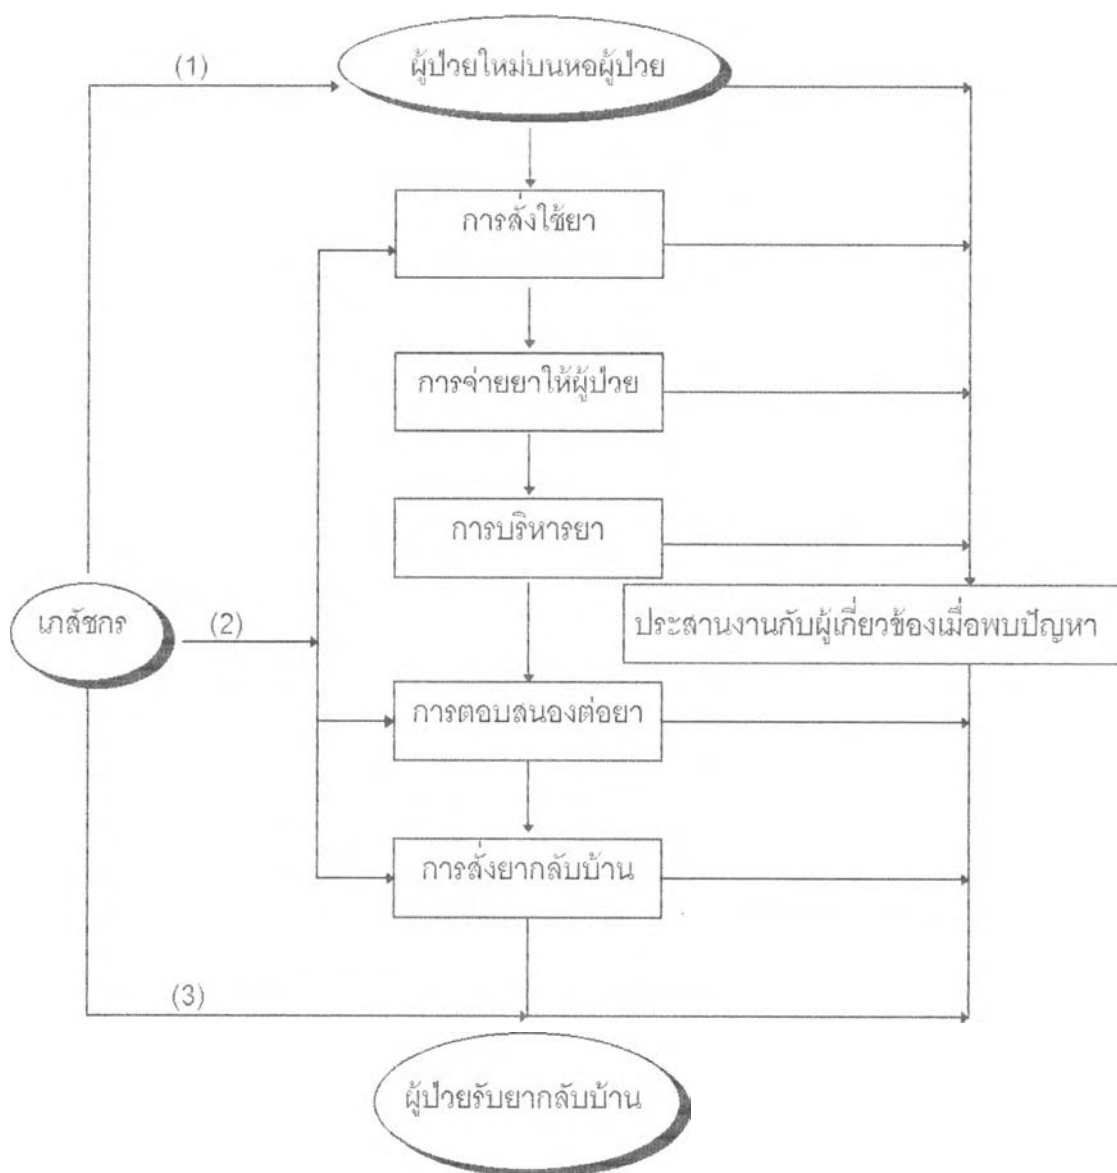 (1)
ผู้ป่วยใหม่บนหอผู้ป่วย
การสั่งใช้ยา
การจ่ายยาให้ผู้ป่วย
การบริหารยา
เภสัชกร
(2)
ประสานงานกับผู้เกี่ยวข้องเมื่อพบปัญหา
การตอบสนองต่อยา
การสั่งยากลับบ้าน
(3)
ผู้ป่วยรับยากลับบ้าน